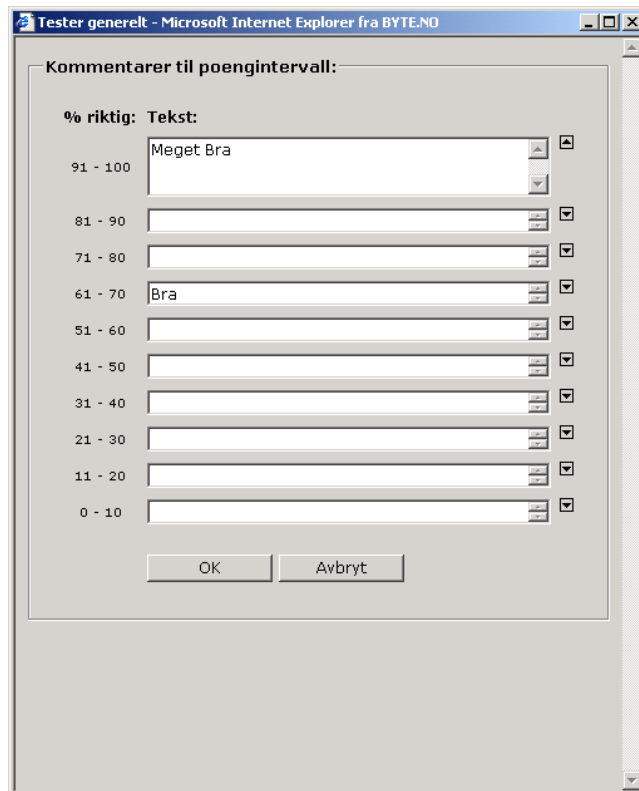 Tester generelt - Microsoft Internet Explorer fra BYTE.NO
Kommentarer til poengintervall:
% riktig: Tekst:
91 - 100 Meget Bra
81 - 90
71 - 80
61 - 70 Bra
51 - 60
41 - 50
31 - 40
21 - 30
11 - 20
0 - 10
OK Avbryt